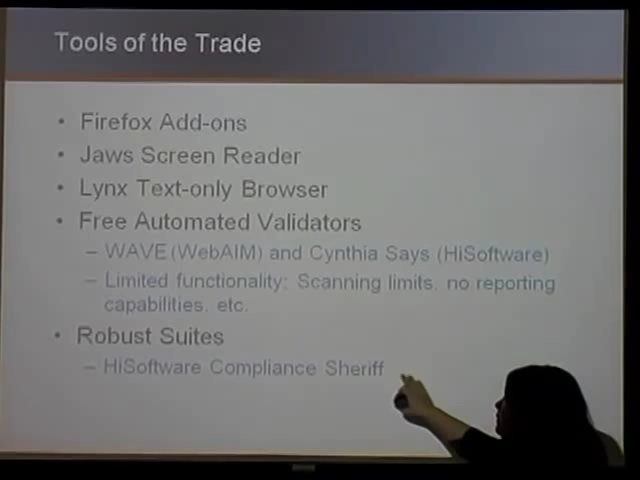 Tools of the Trade
• Firefox Add-ons
• Jaws Screen Reader
• Lynx Text-only Browser
• Free Automated Validators
– WAVE (WebAIM) and Cynthia Says (HiSoftware)
– Limited functionality: Scanning limits, no reporting
capabilities, etc.
• Robust Suites
– HiSoftware Compliance Sheriff